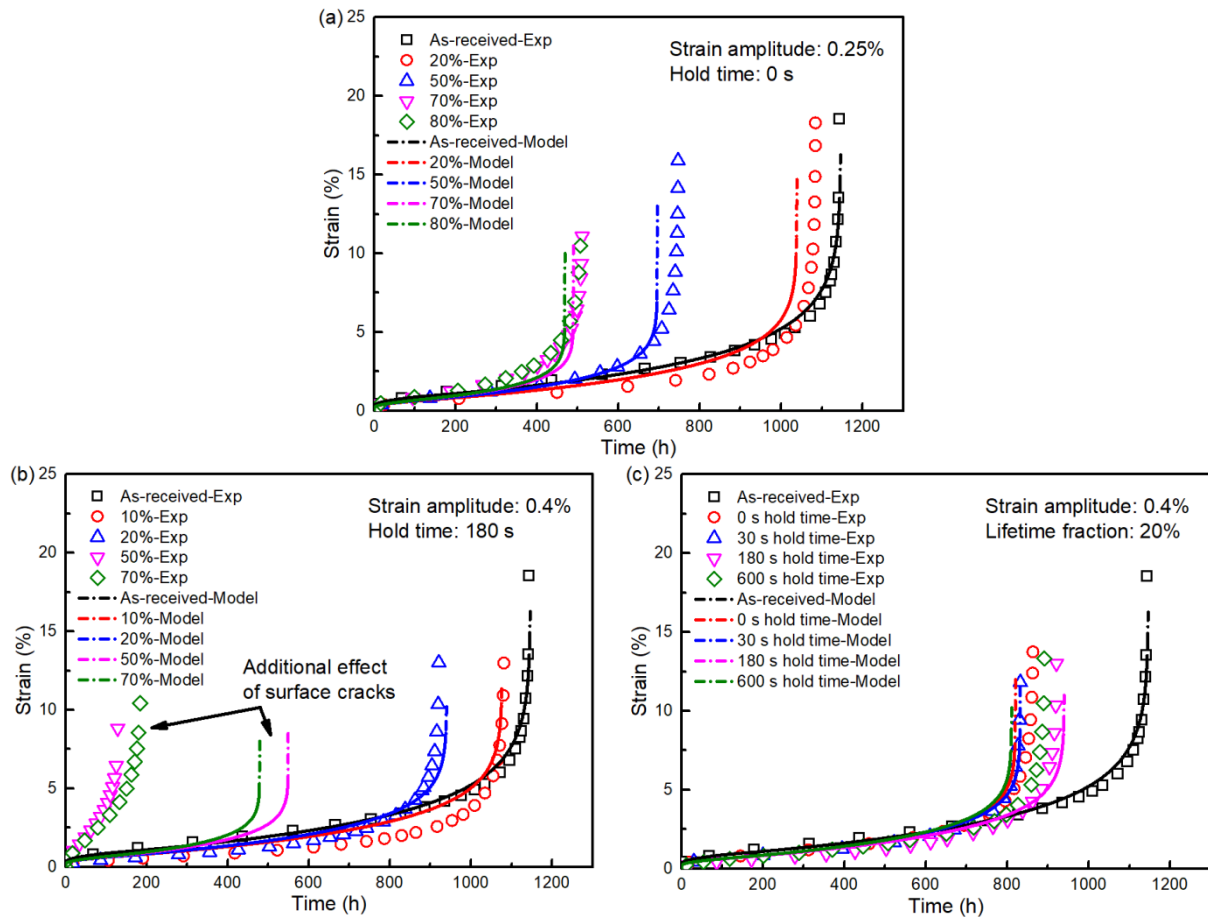 (a)
25
20
15
10
5
0
Strain (%)
As-received-Exp
20%-Exp
50%-Exp
70%-Exp
80%-Exp
As-received-Model
20%-Model
50%-Model
70%-Model
80%-Model
Strain amplitude: 0.25%
Hold time: 0 s
0 200 400 600 800 1000 1200
Time (h)
(b)
25
20
15
10
5
0
Strain (%)
As-received-Exp
10%-Exp
20%-Exp
50%-Exp
70%-Exp
As-received-Model
10%-Model
20%-Model
50%-Model
70%-Model
Strain amplitude: 0.4%
Hold time: 180 s
Additional effect
of surface cracks
0 200 400 600 800 1000 1200
Time (h)
(c)
25
20
15
10
5
0
Strain (%)
As-received-Exp
0 s hold time-Exp
30 s hold time-Exp
180 s hold time-Exp
600 s hold time-Exp
As-received-Model
0 s hold time-Model
30 s hold time-Model
180 s hold time-Model
600 s hold time-Model
Strain amplitude: 0.4%
Lifetime fraction: 20%
0 200 400 600 800 1000 1200
Time (h)